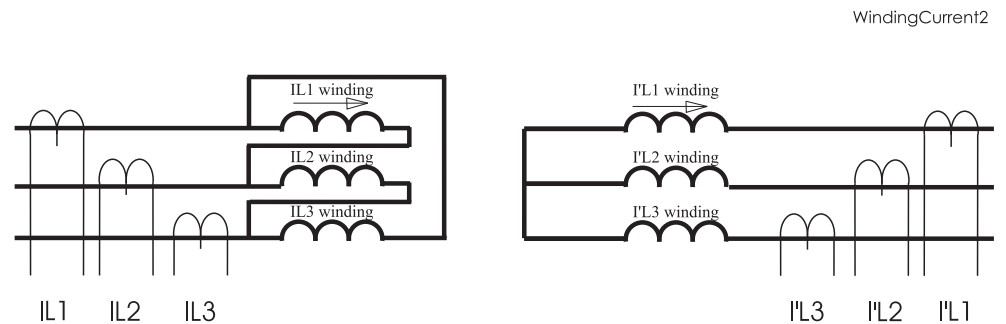 WindingCurrent2
IL1 winding
I'L1 winding
IL2 winding
I'L2 winding
IL3 winding
I'L3 winding
IL1 IL2 IL3
I'L3 I'L2 I'L1